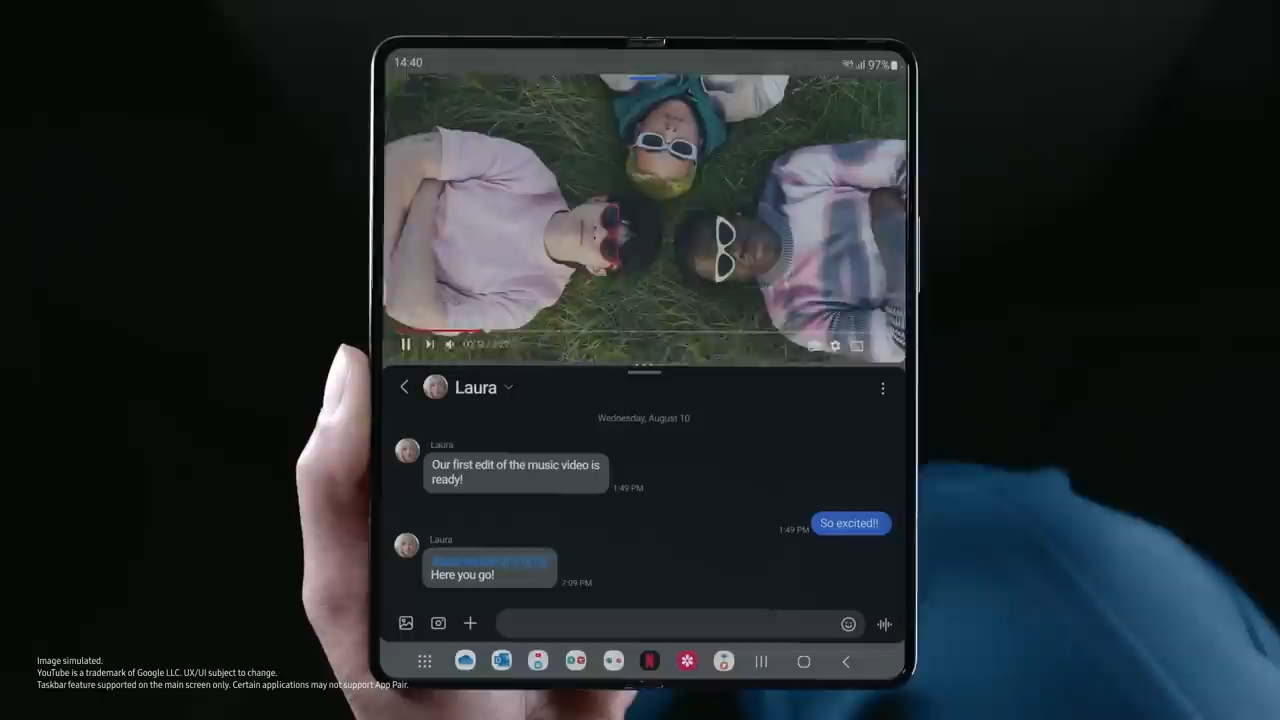 14:40
97%
Laura
Wednesday, August 10
Laura
Our first edit of the music video is
ready!
1:49 PM
1:49 PM
So excited!!
Laura
Here you go!
7:09 PM
Image simulated.
YouTube is a trademark of Google LLC. UX/UI subject to change.
Taskbar feature supported on the main screen only. Certain applications may not support App Pair.